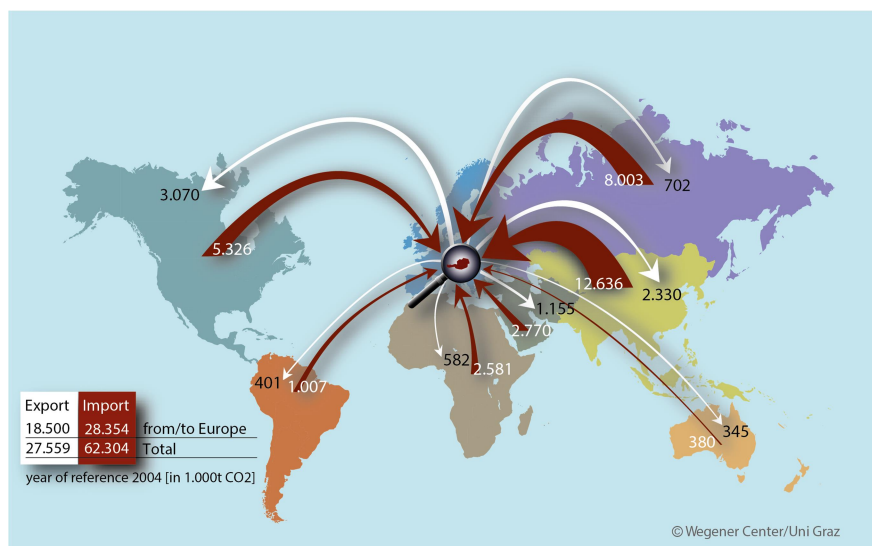 3.070
8.003
702
5.326
12.636
2.330
1.155
2.770
582
2.581
401
1.007
345
380
Export Import
18.500 28.354 from/to Europe
27.559 62.304 Total
year of reference 2004 [in 1.000t CO2]
© Wegener Center/Uni Graz